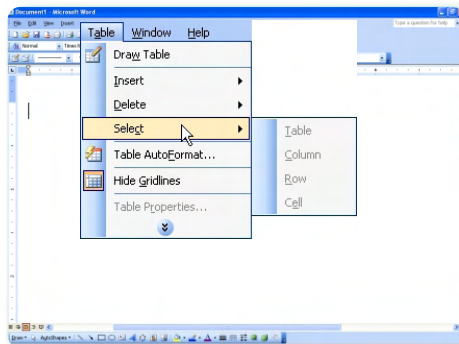 Document1 - Microsoft Word
File Edit View Insert
Type a question for help
Table Window Help
Normal
Times
Draw Table
Insert
Delete
Select
Table
Table AutoFormat...
Column
Hide Gridlines
Row
Table Properties...
Cell
Draw AutoShapes